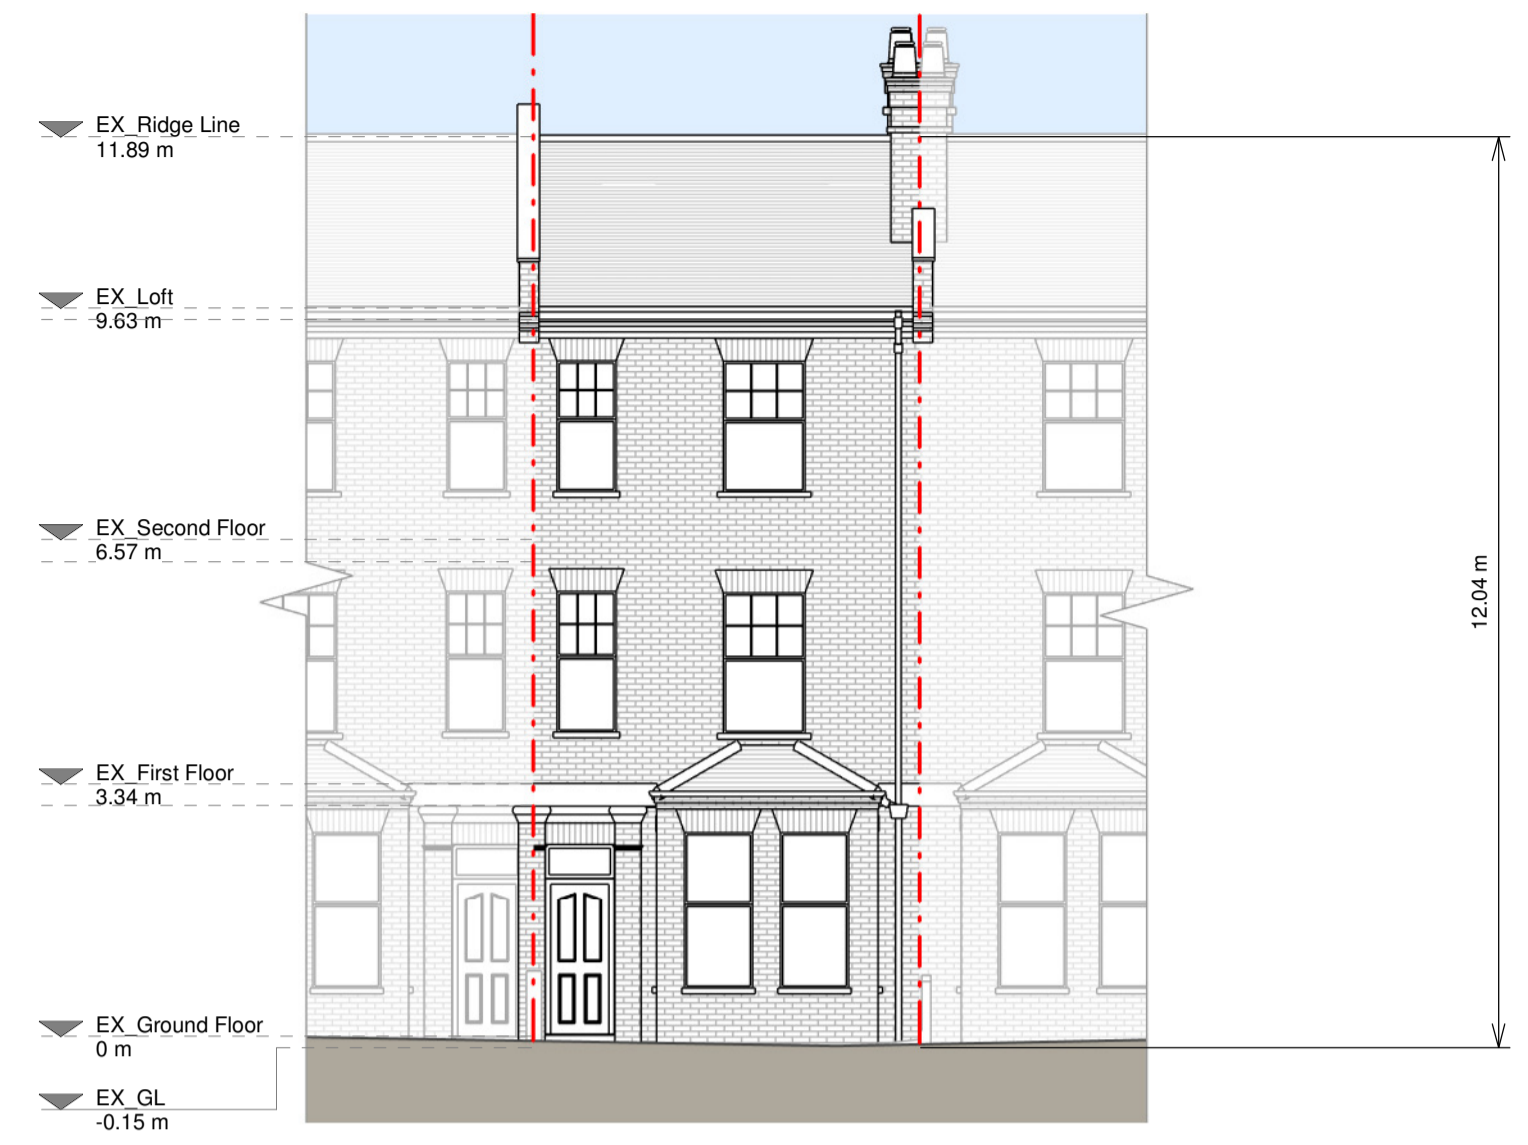 EX_Ridge Line
11.89 m
EX_Loft
9.63 m
EX_Second Floor
6.57 m
EX_First Floor
3.34 m
EX_Ground Floor
0 m
EX_GL
-0.15 m
12.04 m